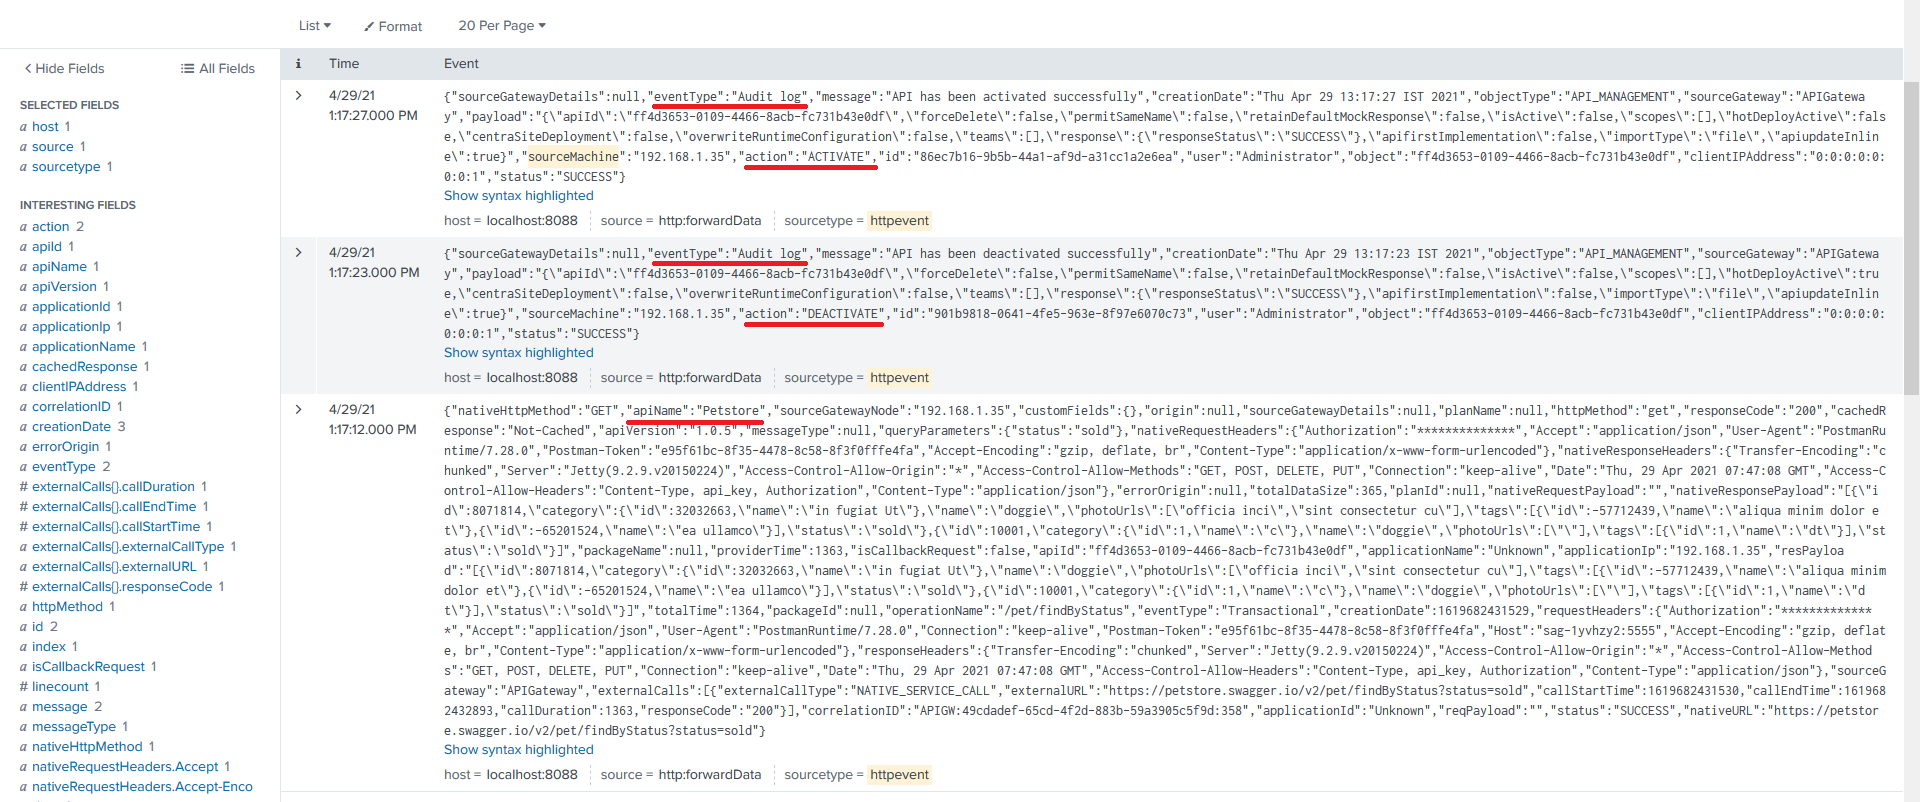 List
Format
20 Per Page
Hide Fields
All Fields
SELECTED FIELDS
a host 1
a source 1
a sourcetype 1
INTERESTING FIELDS
a action 2
a apiId 1
a apiName 1
a apiVersion 1
a applicationId 1
a applicationIp 1
a applicationName 1
a cachedResponse 1
a clientIPAddress 1
a correlationID 1
a creationDate 3
a errorOrigin 1
a eventType 2
# externalCalls{}.callDuration 1
# externalCalls{}.callEndTime 1
# externalCalls{}.callStartTime 1
a externalCalls{}.externalCallType 1
a externalCalls{}.externalURL 1
# externalCalls{}.responseCode 1
a httpMethod 1
a id 2
a index 1
a isCallbackRequest 1
# linecount 1
a message 2
a messageType 1
a nativeHttpMethod 1
a nativeRequestHeaders.Accept 1
a nativeRequestHeaders.Accept-Enco
i Time Event
4/29/21
1:17:27.000 PM
{"sourceGatewayDetails":null,"eventType":"Audit log","message":"API has been activated successfully","creationDate":"Thu Apr 29 13:17:27 IST 2021","objectType":"API_MANAGEMENT","sourceGateway":"APIGatewa
y","payload":"{\"apiId\":\"ff4d3653-0109-4466-8acb-fc731b43e0df\",\"forceDelete\":false,\"permitSameName\":false,\"retainDefaultMockResponse\":false,\"isActive\":false,\"scopes\":[],\"hotDeployActive\":fals
e,\"centraSiteDeployment\":false,\"overwriteRuntimeConfiguration\":false,\"teams\":[],\"response\":{\"responseStatus\":\"SUCCESS\"},\"apifirstImplementation\":false,\"importType\":\"file\",\"apiupdateInlin
e\":true}","sourceMachine":"192.168.1.35","action":"ACTIVATE","id":"86ec7b16-9b5b-44a1-af9d-a31cc1a2e6ea","user":"Administrator","object":"ff4d3653-0109-4466-8acb-fc731b43e0df","clientIPAddress":"0:0:0:0:0:
0:0:1","status":"SUCCESS"}
Show syntax highlighted
host = localhost:8088 source = http:forwardData sourcetype = httpevent
4/29/21
1:17:23.000 PM
{"sourceGatewayDetails":null,"eventType":"Audit log","message":"API has been deactivated successfully","creationDate":"Thu Apr 29 13:17:23 IST 2021","objectType":"API_MANAGEMENT","sourceGateway":"APIGatewa
y","payload":"{\"apiId\":\"ff4d3653-0109-4466-8acb-fc731b43e0df\",\"forceDelete\":false,\"permitSameName\":false,\"retainDefaultMockResponse\":false,\"isActive\":false,\"scopes\":[],\"hotDeployActive\":tru
e,\"centraSiteDeployment\":false,\"overwriteRuntimeConfiguration\":false,\"teams\":[],\"response\":{\"responseStatus\":\"SUCCESS\"},\"apifirstImplementation\":false,\"importType\":\"file\",\"apiupdateInlin
e\":true}","sourceMachine":"192.168.1.35","action":"DEACTIVATE","id":"901b9818-0641-4fe5-963e-8f97e6070c73","user":"Administrator","object":"ff4d3653-0109-4466-8acb-fc731b43e0df","clientIPAddress":"0:0:0:0:
0:0:0:1","status":"SUCCESS"}
Show syntax highlighted
host = localhost:8088 source = http:forwardData sourcetype = httpevent
4/29/21
1:17:12.000 PM
{"nativeHttpMethod":"GET","apiName":"Petstore","sourceGatewayNode":"192.168.1.35","customFields":{},"origin":null,"sourceGatewayDetails":null,"planName":null,"httpMethod":"get","responseCode":"200","cachedR
esponse":"Not-Cached","apiVersion":"1.0.5","messageType":null,"queryParameters":{"status":"sold"},"nativeRequestHeaders":{"Authorization":"**************","Accept":"application/json","User-Agent":"PostmanRu
ntime/7.28.0","Postman-Token":"e95f61bc-8f35-4478-8c58-8f3f0fffe4fa","Accept-Encoding":"gzip, deflate, br","Content-Type":"application/x-www-form-urlencoded"},"nativeResponseHeaders":{"Transfer-Encoding":"c
hunked","Server":"Jetty(9.2.9.v20150224)","Access-Control-Allow-Origin":"*","Access-Control-Allow-Methods":"GET, POST, DELETE, PUT","Connection":"keep-alive","Date":"Thu, 29 Apr 2021 07:47:08 GMT","Access-C
ontrol-Allow-Headers":"Content-Type, api_key, Authorization","Content-Type":"application/json"},"errorOrigin":null,"totalDataSize":365,"planId":null,"nativeRequestPayload":"","nativeResponsePayload":"[{\"i
d\":8071814,\"category\":{\"id\":32032663,\"name\":\"in fugiat Ut\"},\"name\":\"doggie\",\"photoUrls\":[\"officia inci\",\"sint consectetur cu\"],\"tags\":[{\"id\":-57712439,\"name\":\"aliqua minim dolor e
t\"},{\"id\":-65201524,\"name\":\"ea ullamco\"}],\"status\":\"sold\"},{\"id\":10001,\"category\":{\"id\":1,\"name\":\"c\"},\"name\":\"doggie\",\"photoUrls\":[\"\"],\"tags\":[{\"id\":1,\"name\":\"dt\"}],\"st
atus\":\"sold\"}]","packageName":null,"providerTime":1363,"isCallbackRequest":false,"apiId":"ff4d3653-0109-4466-8acb-fc731b43e0df","applicationName":"Unknown","applicationIp":"192.168.1.35","resPayloa
d":"[{\"id\":8071814,\"category\":{\"id\":32032663,\"name\":\"in fugiat Ut\"},\"name\":\"doggie\",\"photoUrls\":[\"officia inci\",\"sint consectetur cu\"],\"tags\":[{\"id\":-57712439,\"name\":\"aliqua minim
dolor et\"},{\"id\":-65201524,\"name\":\"ea ullamco\"}],\"status\":\"sold\"},{\"id\":10001,\"category\":{\"id\":1,\"name\":\"c\"},\"name\":\"doggie\",\"photoUrls\":[\"\"],\"tags\":[{\"id\":1,\"name\":\"d
t\"}],\"status\":\"sold\"}]","totalTime":1364,"packageId":null,"operationName":"/pet/findByStatus","eventType":"Transactional","creationDate":1619682431529,"requestHeaders":{"Authorization":"*************
*","Accept":"application/json","User-Agent":"PostmanRuntime/7.28.0","Connection":"keep-alive","Postman-Token":"e95f61bc-8f35-4478-8c58-8f3f0fffe4fa","Host":"sag-1yvhzy2:5555","Accept-Encoding":"gzip, deflat
e, br","Content-Type":"application/x-www-form-urlencoded"},"responseHeaders":{"Transfer-Encoding":"chunked","Server":"Jetty(9.2.9.v20150224)","Access-Control-Allow-Origin":"*","Access-Control-Allow-Method
s":"GET, POST, DELETE, PUT","Connection":"keep-alive","Date":"Thu, 29 Apr 2021 07:47:08 GMT","Access-Control-Allow-Headers":"Content-Type, api_key, Authorization","Content-Type":"application/json"},"sourceG
ateway":"APIGateway","externalCalls":[{"externalCallType":"NATIVE_SERVICE_CALL","externalURL":"https://petstore.swagger.io/v2/pet/findByStatus?status=sold","callStartTime":1619682431530,"callEndTime":161968
2432893,"callDuration":1363,"responseCode":"200"}],"correlationID":"APIGW:49cdadef-65cd-4f2d-883b-59a3905c5f9d:358","applicationId":"Unknown","reqPayload":"","status":"SUCCESS","nativeURL":"https://petstor
e.swagger.io/v2/pet/findByStatus?status=sold"}
Show syntax highlighted
host = localhost:8088 source = http:forwardData sourcetype = httpevent